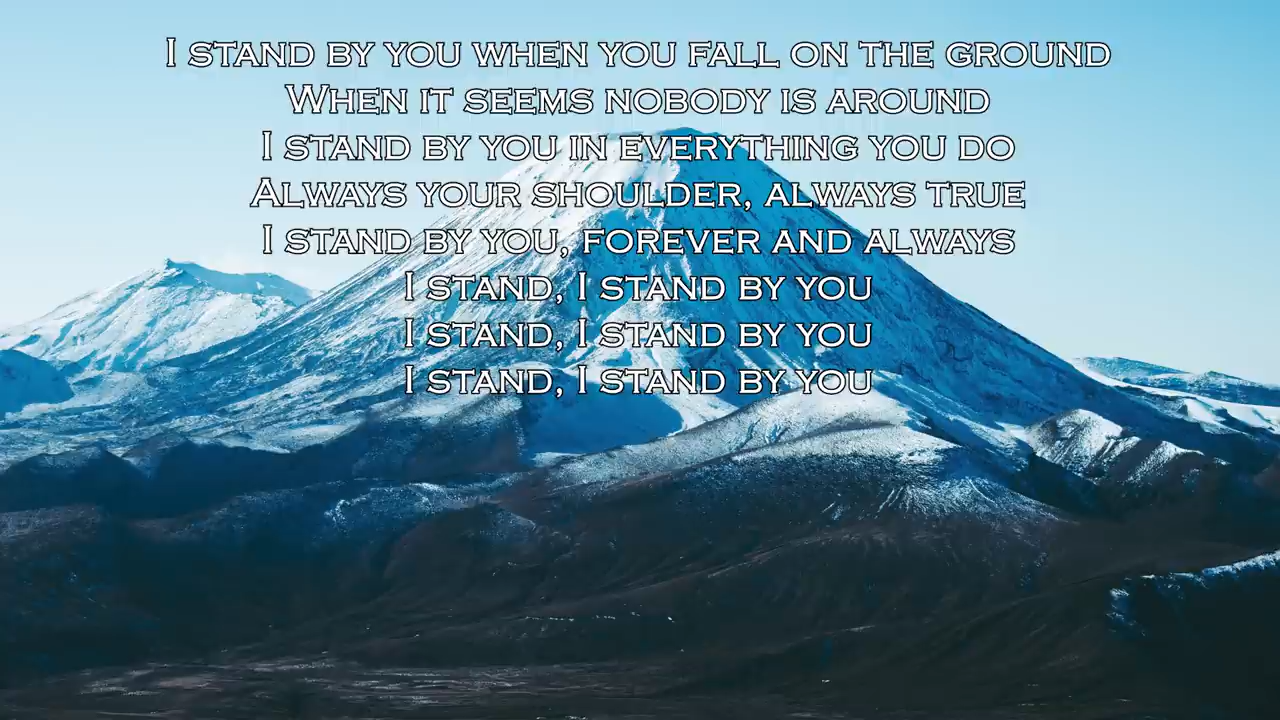 I stand by you when you fall on the ground
When it seems nobody is around
I stand by you in everything you do
Always your shoulder, always true
I stand by you, forever and always
I stand, I stand by you
I stand, I stand by you
I stand, I stand by you